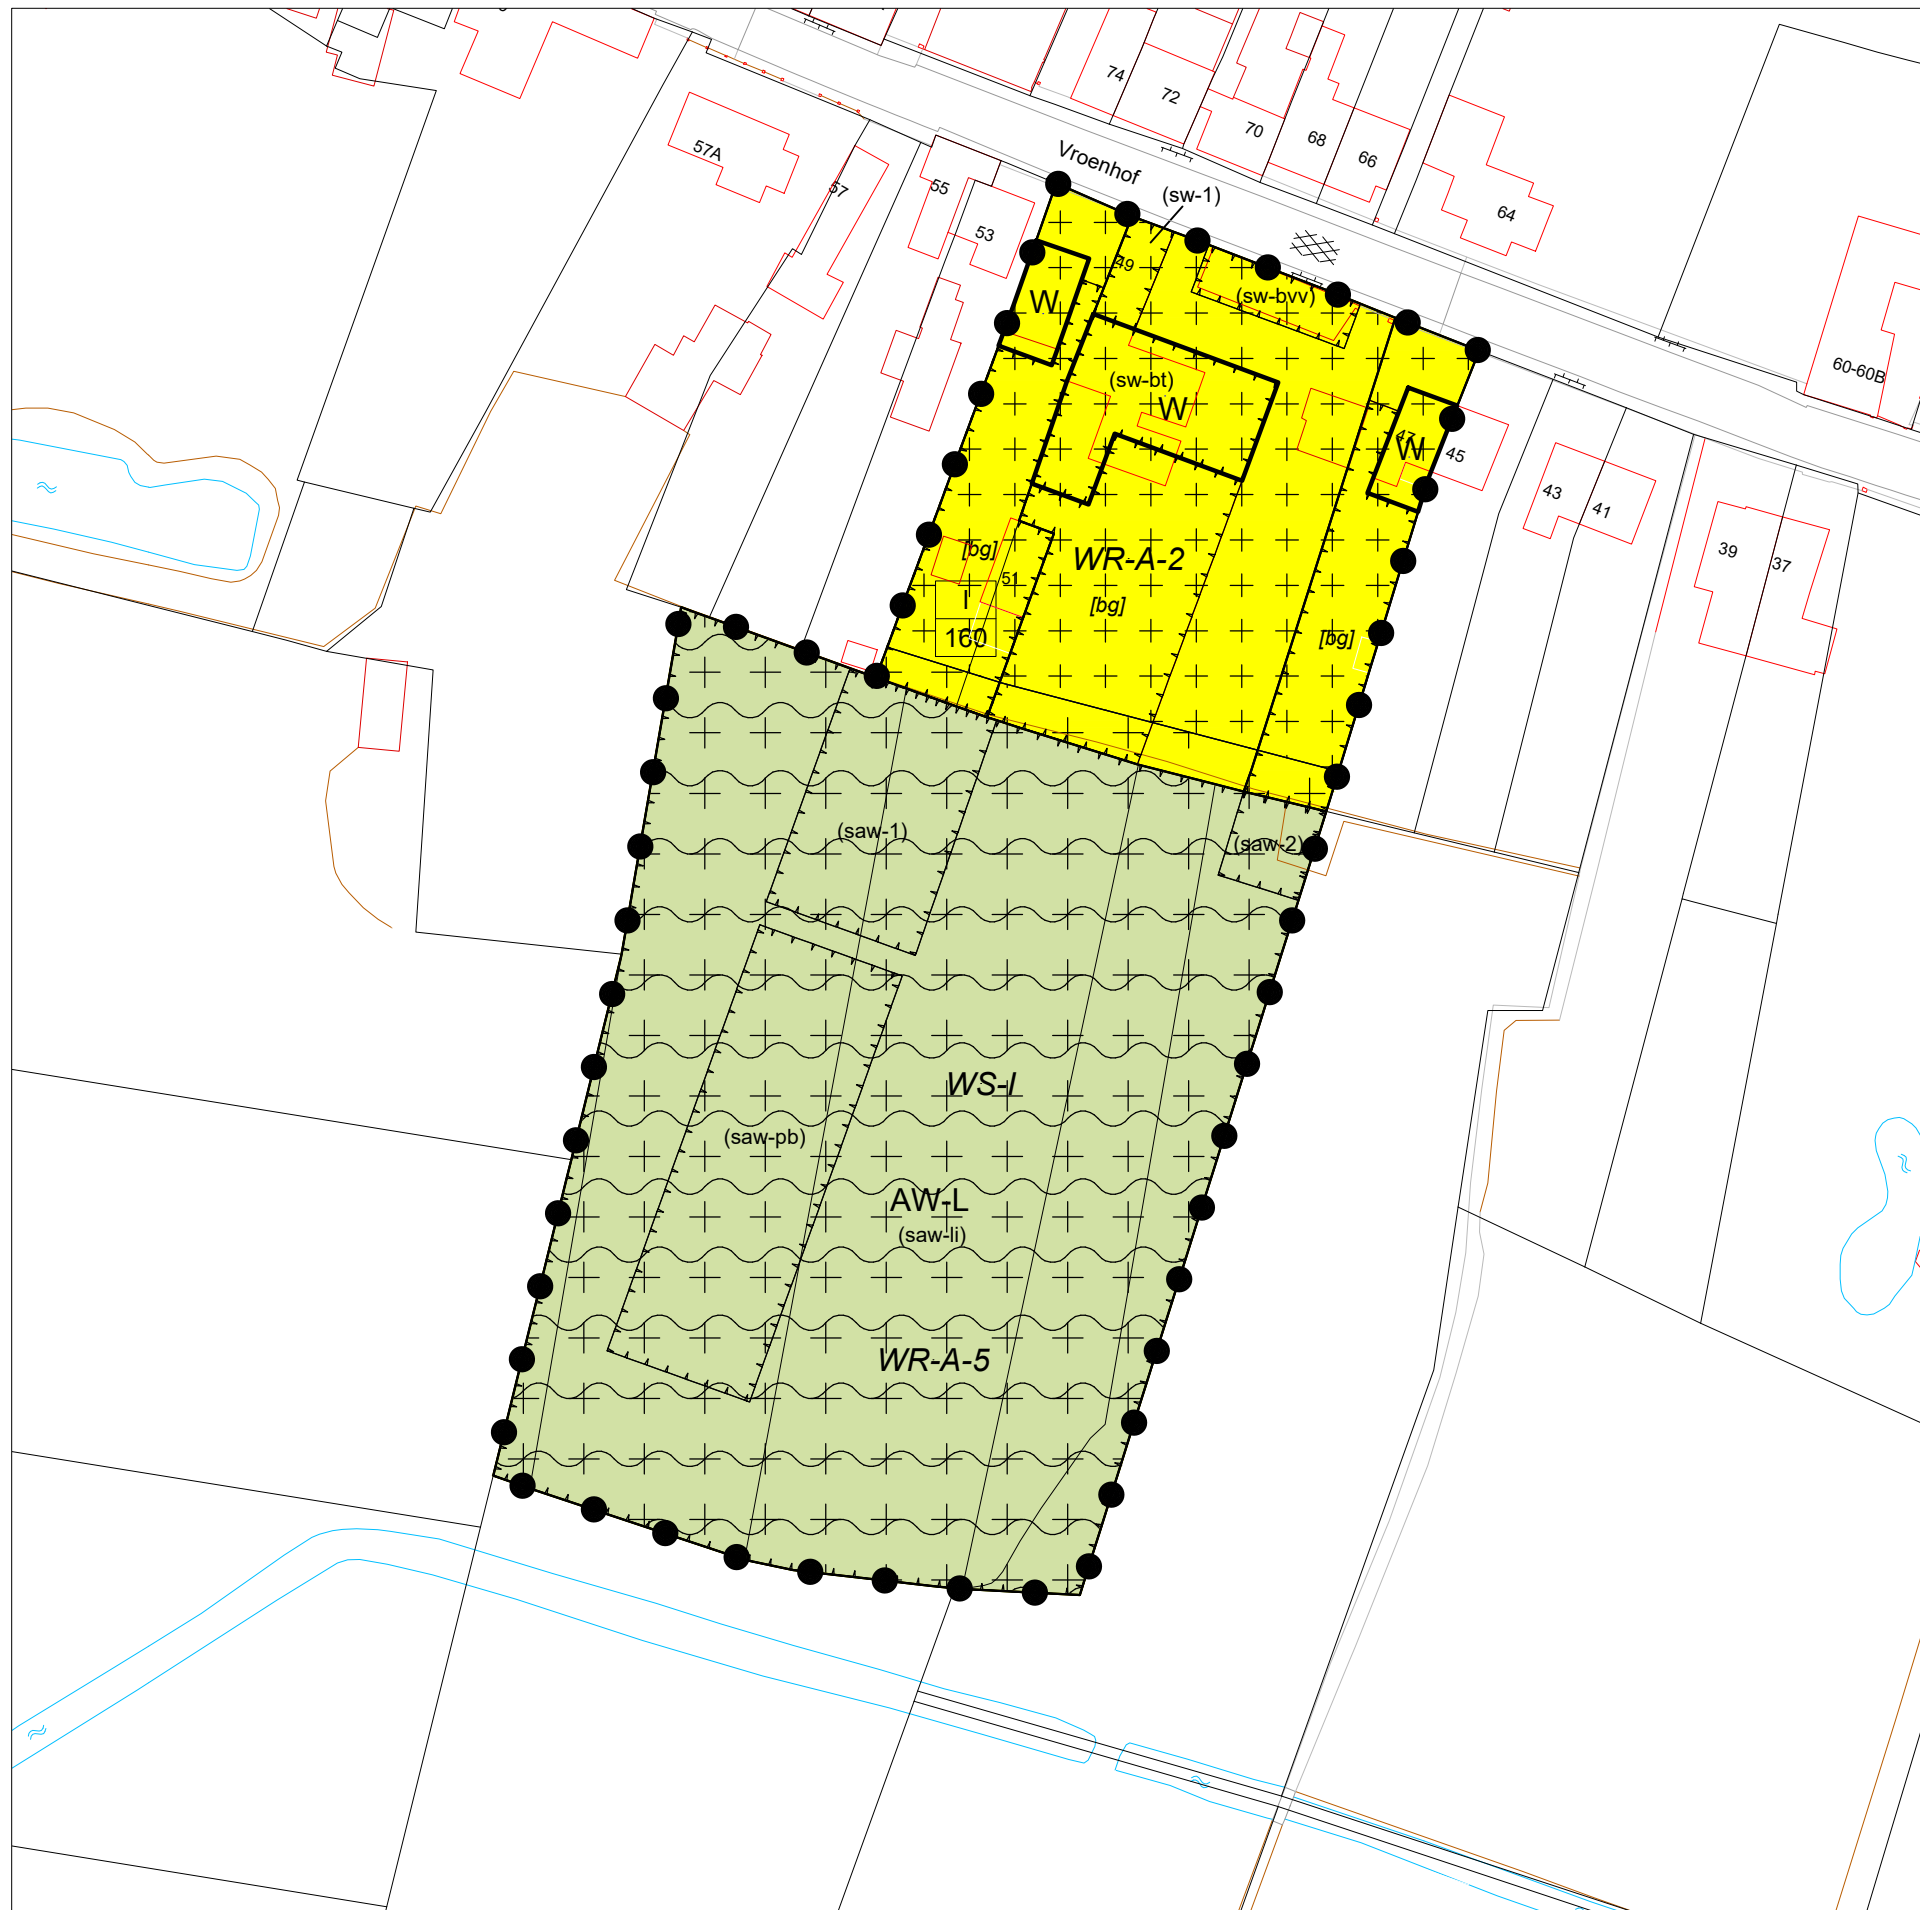 74
72
70
68
66
64
57A
57
55
53
Vroenhof
(sw-1)
49
W
(sw-bvv)
(sw-bt)
W
47
W
45
43
41
39
37
60-60B
[bg]
51
WR-A-2
[bg]
[bg]
I
160
(saw-1)
(saw-2)
WS-I
(saw-pb)
AW-L
(saw-li)
WR-A-5